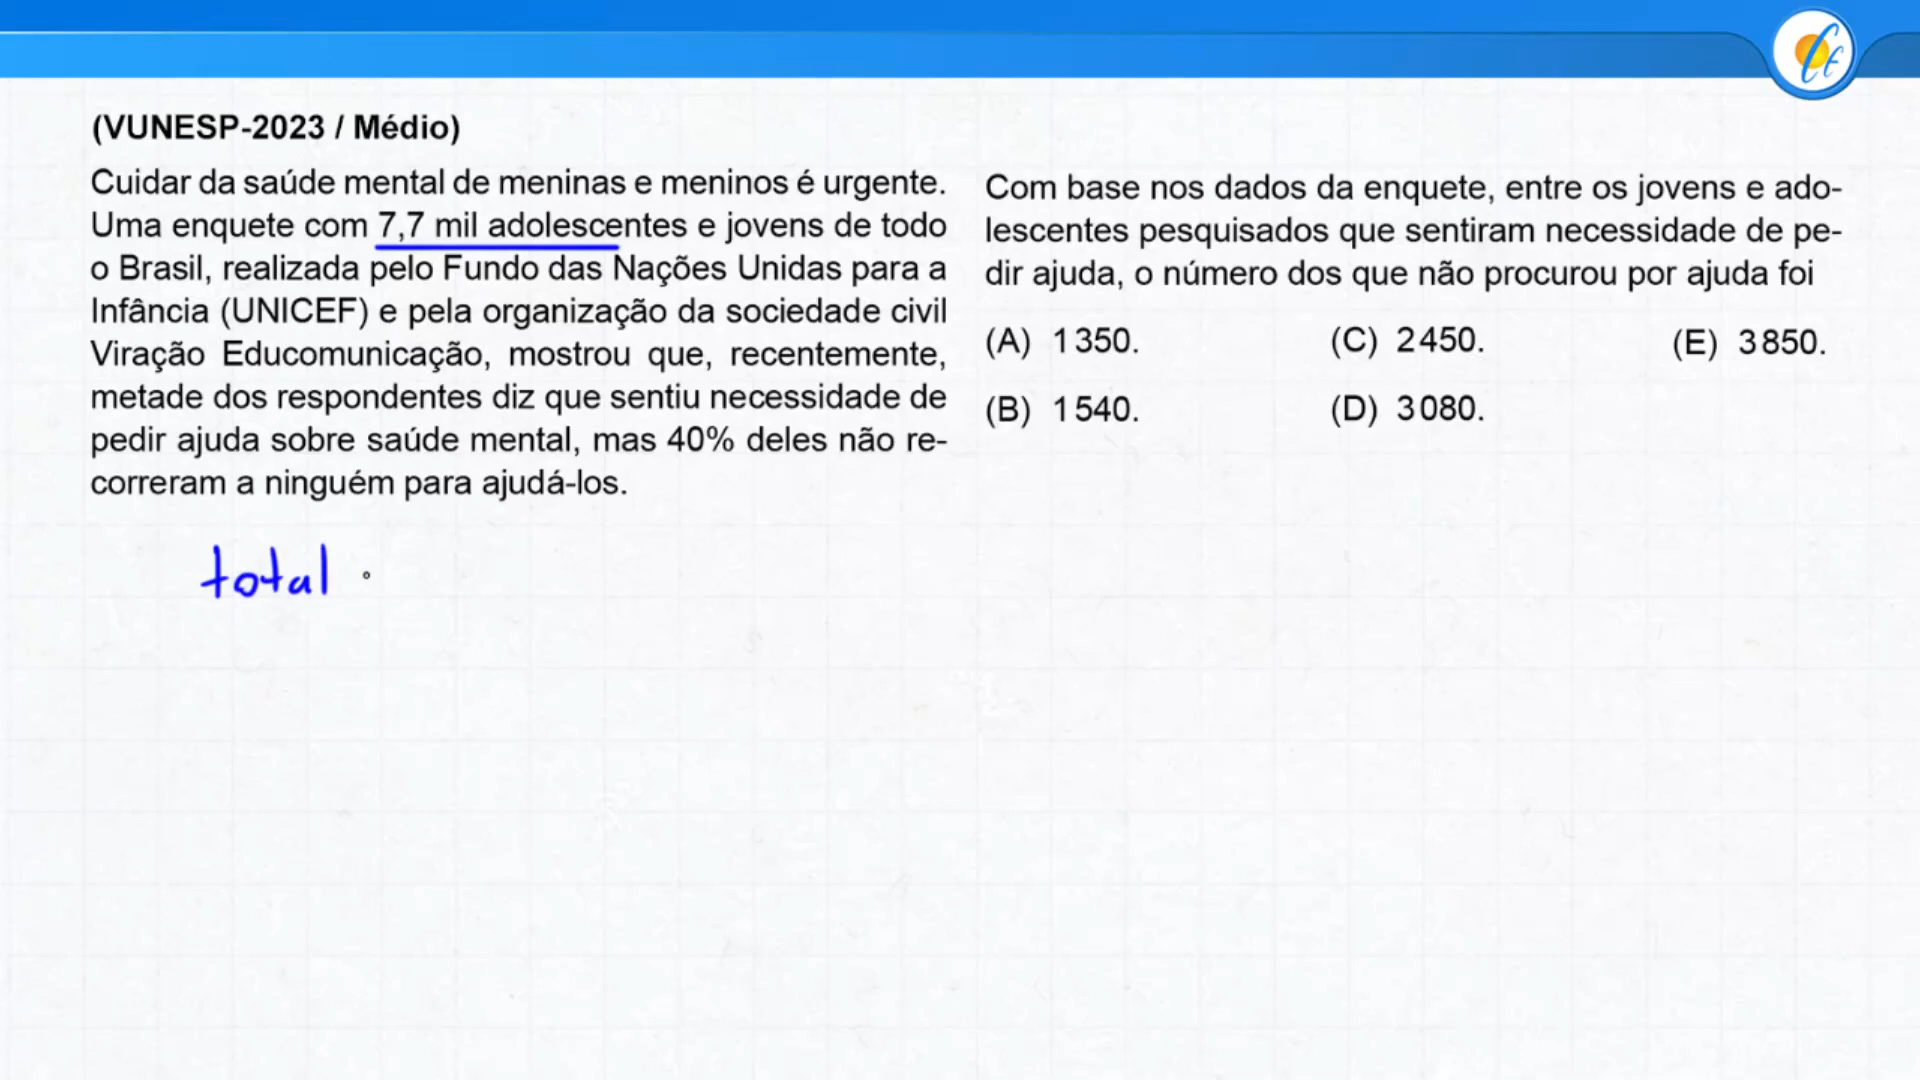 (VUNESP-2023 / Médio)
Cuidar da saúde mental de meninas e meninos é urgente.
Uma enquete com 7,7 mil adolescentes e jovens de todo
o Brasil, realizada pelo Fundo das Nações Unidas para a
Infância (UNICEF) e pela organização da sociedade civil
Viração Educomunicação, mostrou que, recentemente,
metade dos respondentes diz que sentiu necessidade de
pedir ajuda sobre saúde mental, mas 40% deles não re-
correram a ninguém para ajudá-los.
total
Com base nos dados da enquete, entre os jovens e ado-
lescentes pesquisados que sentiram necessidade de pe-
dir ajuda, o número dos que não procurou por ajuda foi
(A) 1350. (C) 2450. (E) 3850.
(B) 1540. (D) 3080.